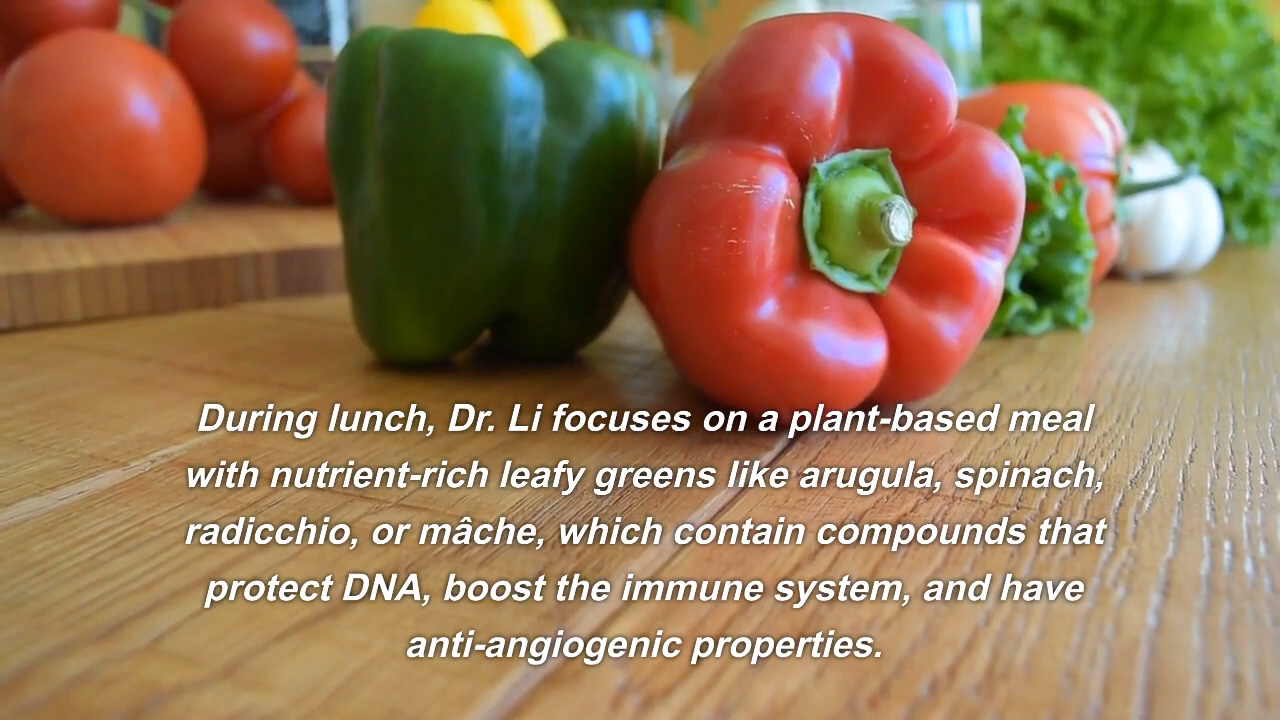 During lunch, Dr. Li focuses on a plant-based meal
with nutrient-rich leafy greens like arugula, spinach,
radicchio, or mâche, which contain compounds that
protect DNA, boost the immune system, and have
anti-angiogenic properties.